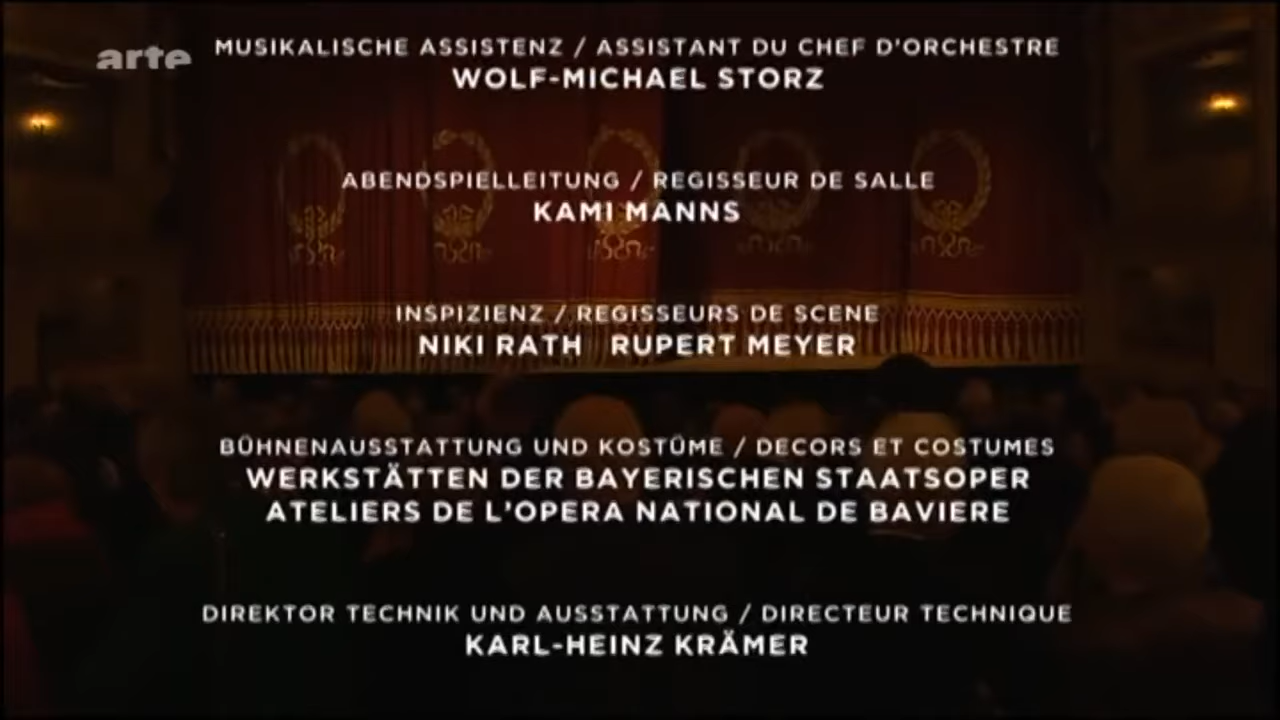 arte
MUSIKALISCHE ASSISTENZ / ASSISTANT DU CHEF D'ORCHESTRE
WOLF-MICHAEL STORZ
ABENDSPIELLEITUNG / REGISSEUR DE SALLE
KAMI MANNS
INSPIZIENZ / REGISSEURS DE SCENE
NIKI RATH RUPERT MEYER
BÜHNENAUSSTATTUNG UND KOSTÜME / DECORS ET COSTUMES
WERKSTÄTTEN DER BAYERISCHEN STAATSOPER
ATELIERS DE L'OPERA NATIONAL DE BAVIERE
DIREKTOR TECHNIK UND AUSSTATTUNG / DIRECTEUR TECHNIQUE
KARL-HEINZ KRÄMER